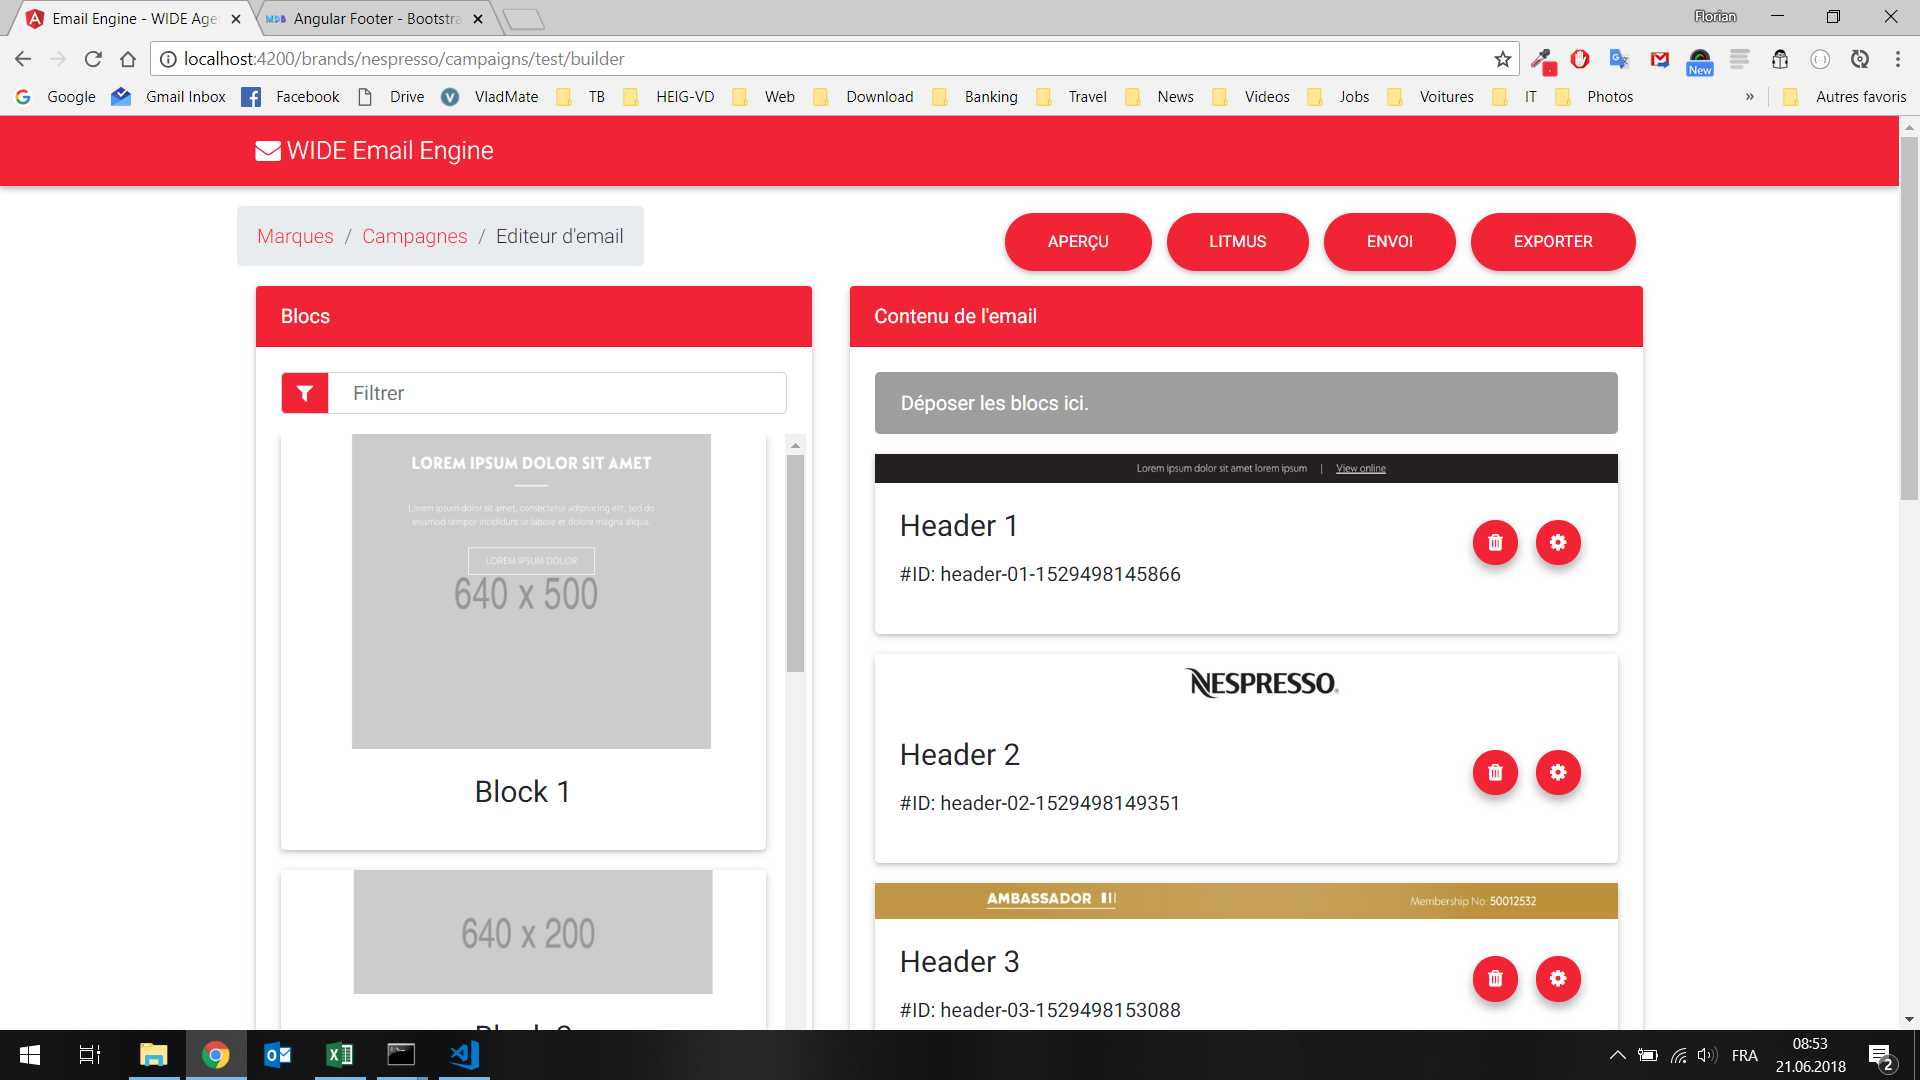 Email Engine - WIDE Age
Angular Footer - Bootstra
Florian
localhost:4200/brands/nespresso/campaigns/test/builder
New
Google
Gmail Inbox
Facebook
Drive
VladMate
TB
HEIG-VD
Web
Download
Banking
Travel
News
Videos
Jobs
Voitures
IT
Photos
»
Autres favoris
WIDE Email Engine
Marques / Campagnes / Editeur d'email
APERÇU
LITMUS
ENVOI
EXPORTER
Blocs
Filtrer
LOREM IPSUM DOLOR SIT AMET
Lorem ipsum dolor sit amet, consectetur adipisicing elit, sed do
eiusmod tempor incididunt ut labore et dolore magna aliqua.
LOREM IPSUM DOLOR
640 x 500
Block 1
640 x 200
Contenu de l'email
Déposer les blocs ici.
Lorem ipsum dolor sit amet lorem ipsum | View online
Header 1
#ID: header-01-1529498145866
NESPRESSO.
Header 2
#ID: header-02-1529498149351
AMBASSADOR
Membership No: 50012532
Header 3
#ID: header-03-1529498153088
FRA
08:53
21.06.2018
2